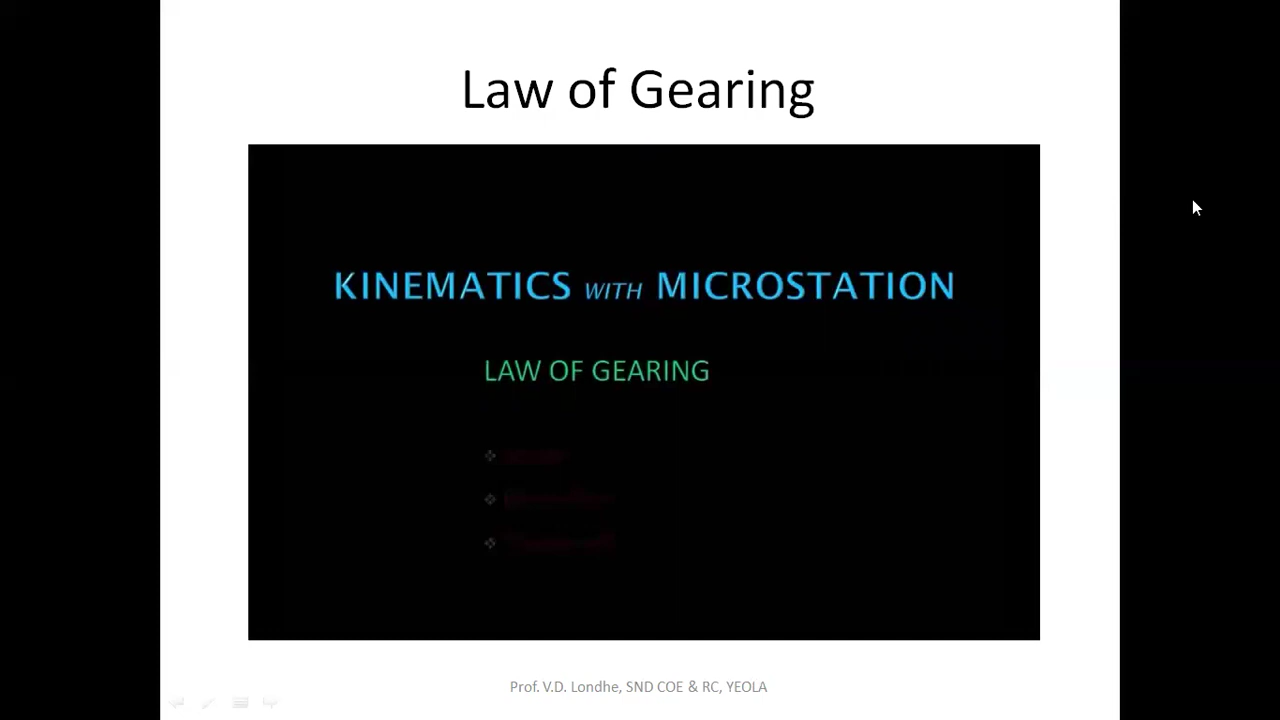 Law of Gearing
KINEMATICS WITH MICROSTATION
LAW OF GEARING
Prof. V.D. Londhe, SND COE & RC, YEOLA